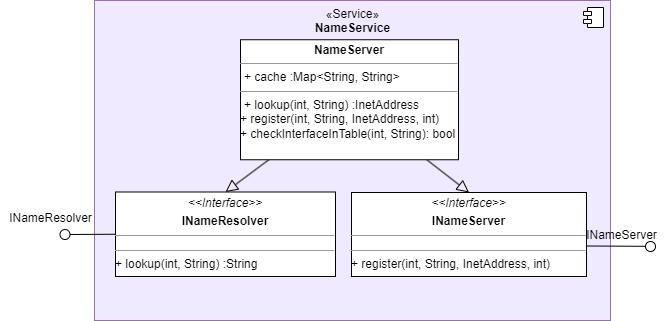 «Service»
NameService
NameServer
+ cache :Map<String, String>
+ lookup(int, String) :InetAddress
+ register(int, String, InetAddress, int)
+ checkInterfaceInTable(int, String): bool
<<Interface>>
INameResolver
+ lookup(int, String) :String
<<Interface>>
INameServer
+ register(int, String, InetAddress, int)
INameResolver
INameServer